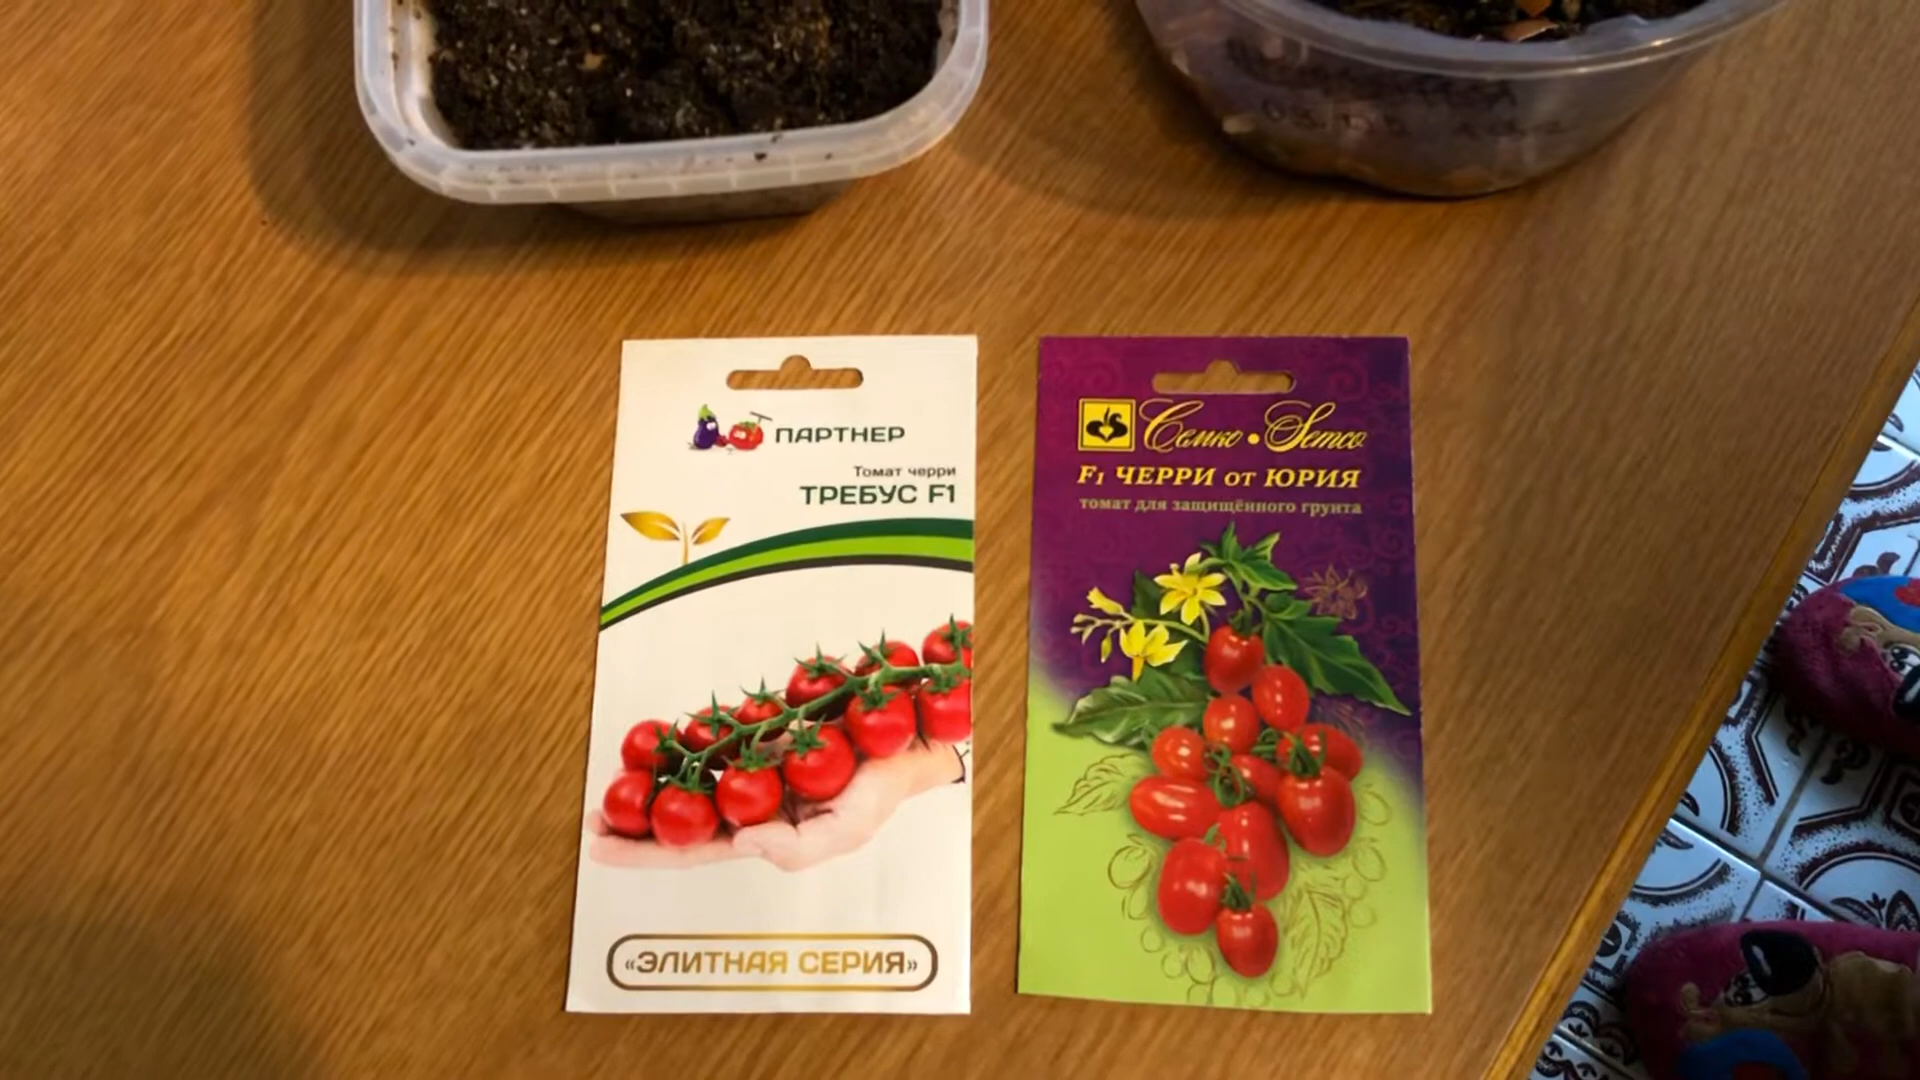 ПАРТНЕР
Томат черри
ТРЕБУС F1
«ЭЛИТНАЯ СЕРИЯ»
Семко • Semco
F1 ЧЕРРИ от ЮРИЯ
томат для защищённого грунта